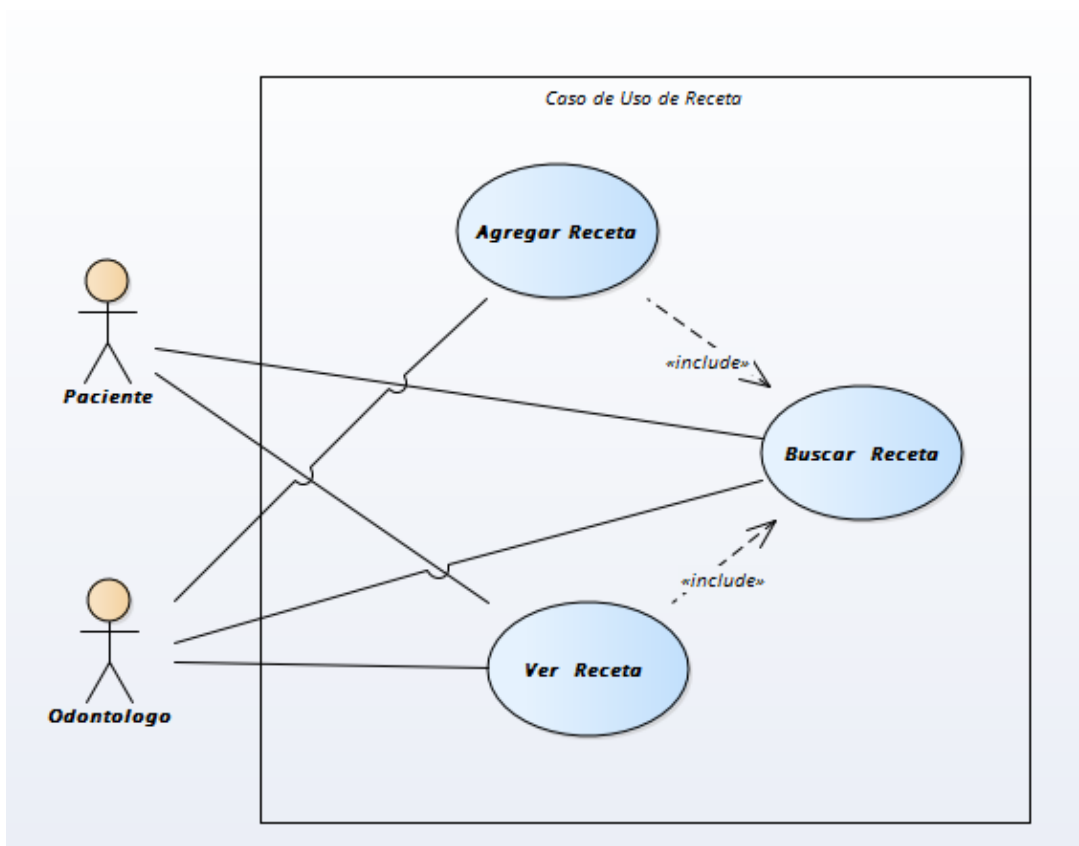 Caso de Uso de Receta
Agregar Receta
«include»
Paciente
Buscar Receta
«include»
Ver Receta
Odontologo